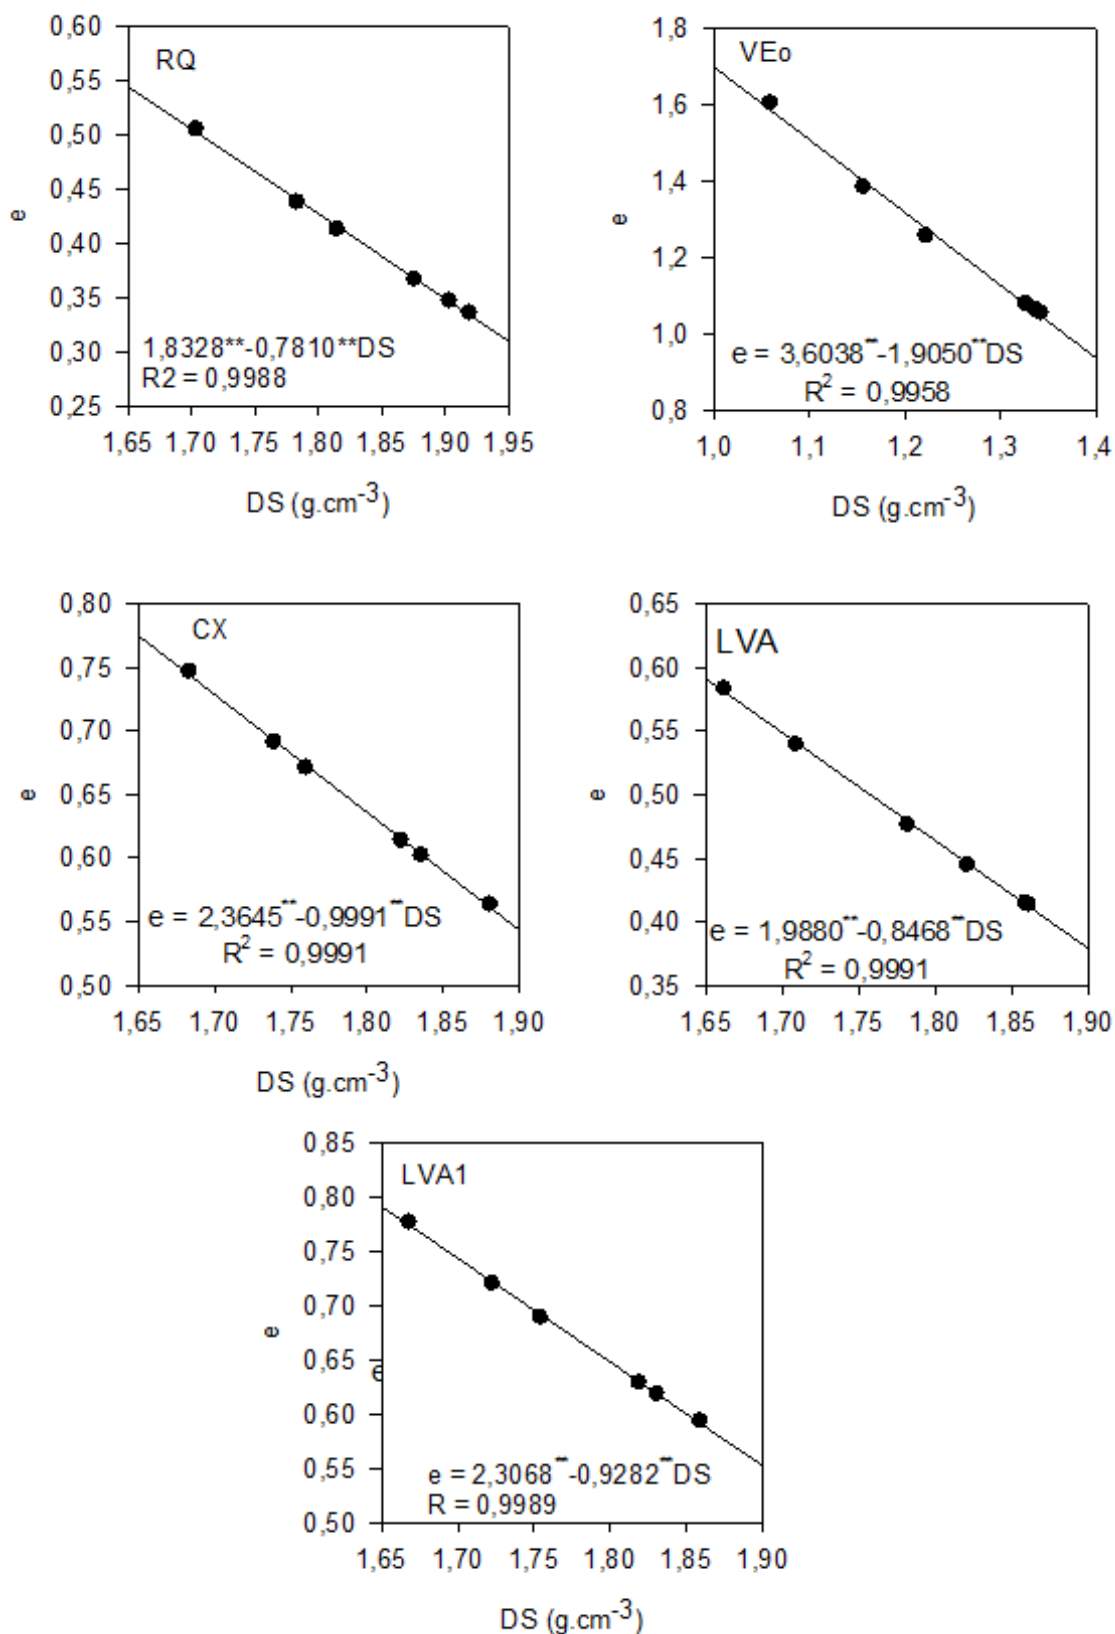 RQ
0,60
0,55
0,50
0,45
0,40
0,35
0,30
0,25
e
1,8328**-0,7810**DS
R2 = 0,9988
1,65 1,70 1,75 1,80 1,85 1,90 1,95
DS (g.cm-3)
VEo
1,8
1,6
1,4
1,2
1,0
0,8
e
e = 3,6038**-1,9050**DS
R2 = 0,9958
1,0 1,1 1,2 1,3 1,4
DS (g.cm-3)
CX
0,80
0,75
0,70
0,65
0,60
0,55
0,50
e
e = 2,3645**-0,9991**DS
R2 = 0,9991
1,65 1,70 1,75 1,80 1,85 1,90
DS (g.cm-3)
LVA
0,65
0,60
0,55
0,50
0,45
0,40
0,35
e
e = 1,9880**-0,8468**DS
R2 = 0,9991
1,65 1,70 1,75 1,80 1,85 1,90
LVA1
0,85
0,80
0,75
0,70
0,65
0,60
0,55
0,50
e
e
e = 2,3068**-0,9282**DS
R = 0,9989
1,65 1,70 1,75 1,80 1,85 1,90
DS (g.cm-3)